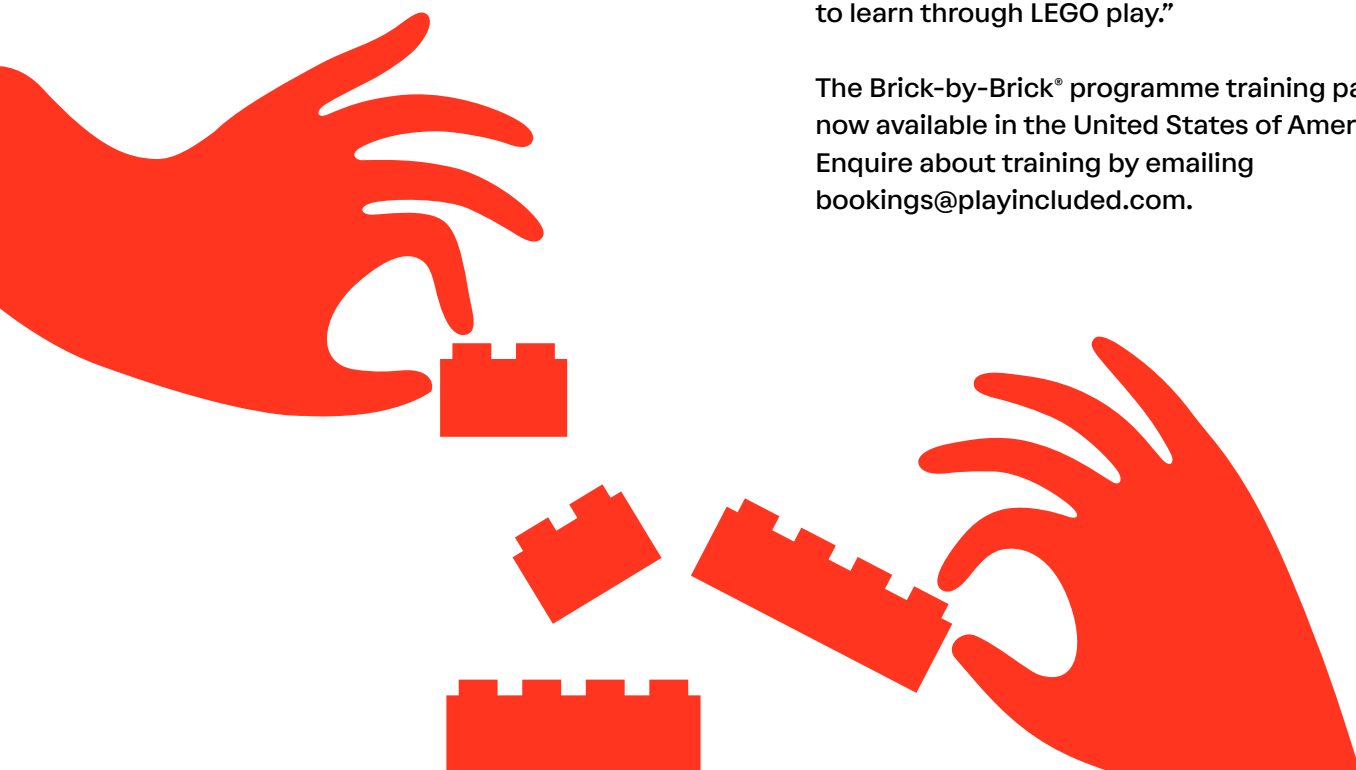 to learn through LEGO play.”
The Brick-by-Brick® programme training pa
now available in the United States of Amer
Enquire about training by emailing
bookings@playincluded.com.